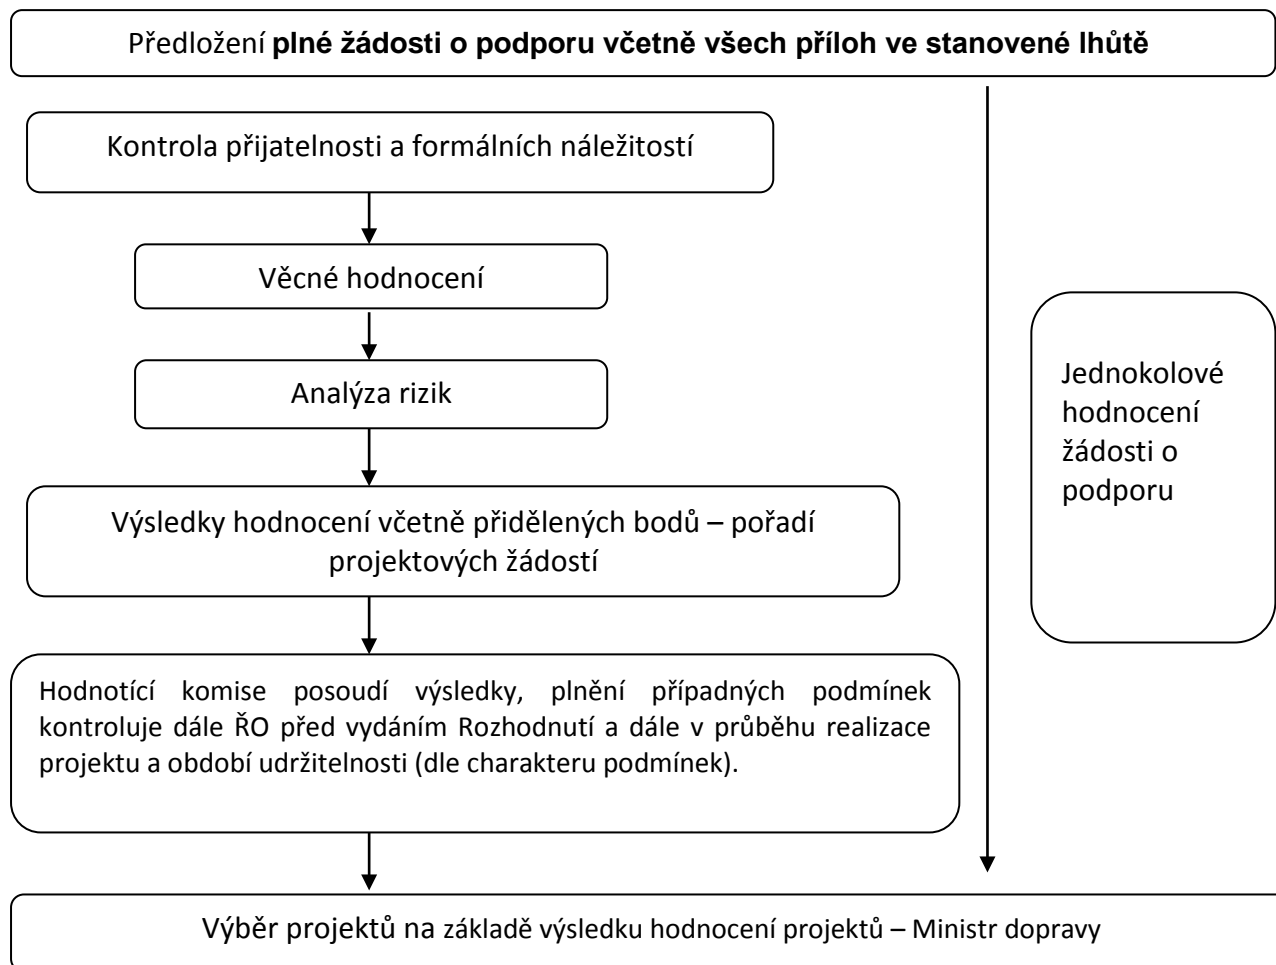 Předložení plné žádosti o podporu včetně všech příloh ve stanovené lhůtě
Kontrola přijatelnosti a formálních náležitostí
Věcné hodnocení
Analýza rizik
Výsledky hodnocení včetně přidělených bodů – pořadí
projektových žádostí
Hodnotící komise posoudí výsledky, plnění případných podmínek
kontroluje dále ŘO před vydáním Rozhodnutí a dále v průběhu realizace
projektu a období udržitelnosti (dle charakteru podmínek).
Jednokolové
hodnocení
žádosti o
podporu
Výběr projektů na základě výsledku hodnocení projektů – Ministr dopravy